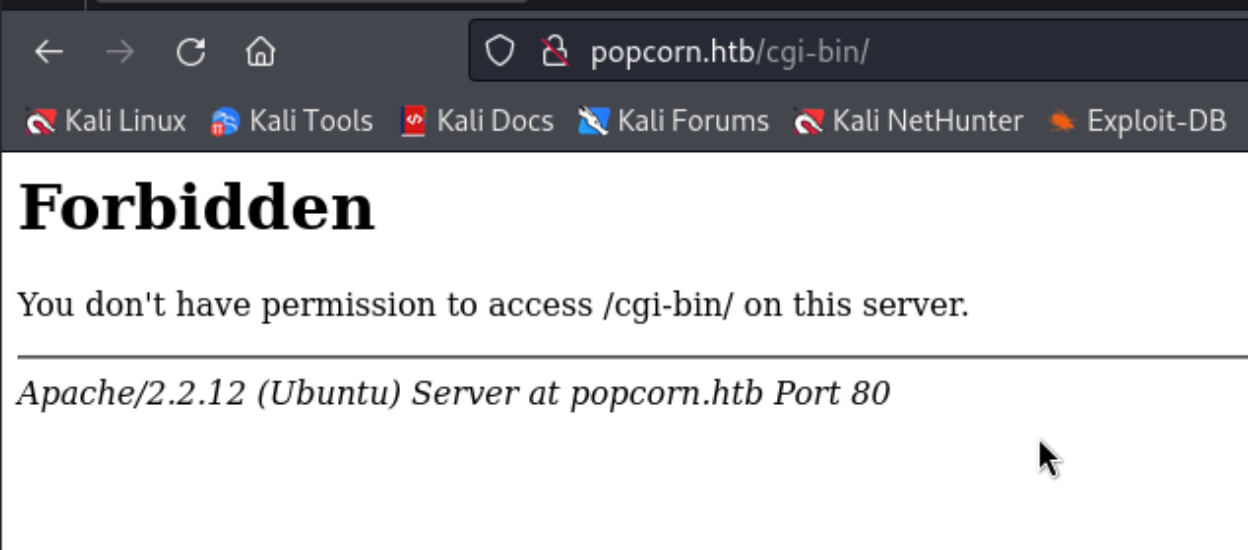 popcorn.htb/cgi-bin/
Kali Linux Kali Tools Kali Docs Kali Forums Kali NetHunter Exploit-DB
Forbidden
You don't have permission to access /cgi-bin/ on this server.
Apache/2.2.12 (Ubuntu) Server at popcorn.htb Port 80